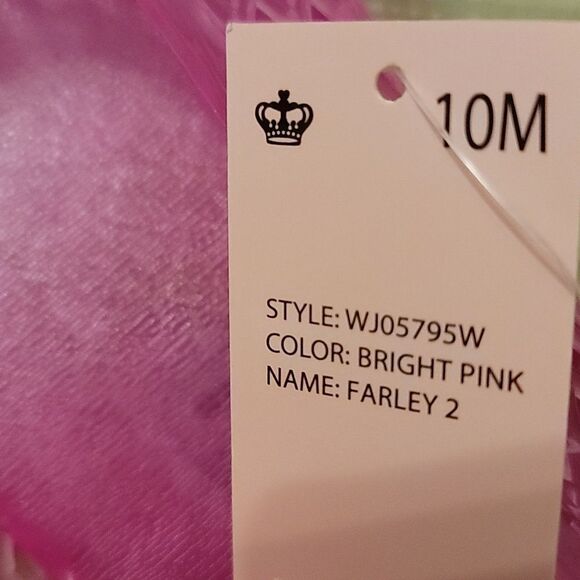 10M
STYLE: WJ05795W
COLOR: BRIGHT PINK
NAME: FARLEY 2